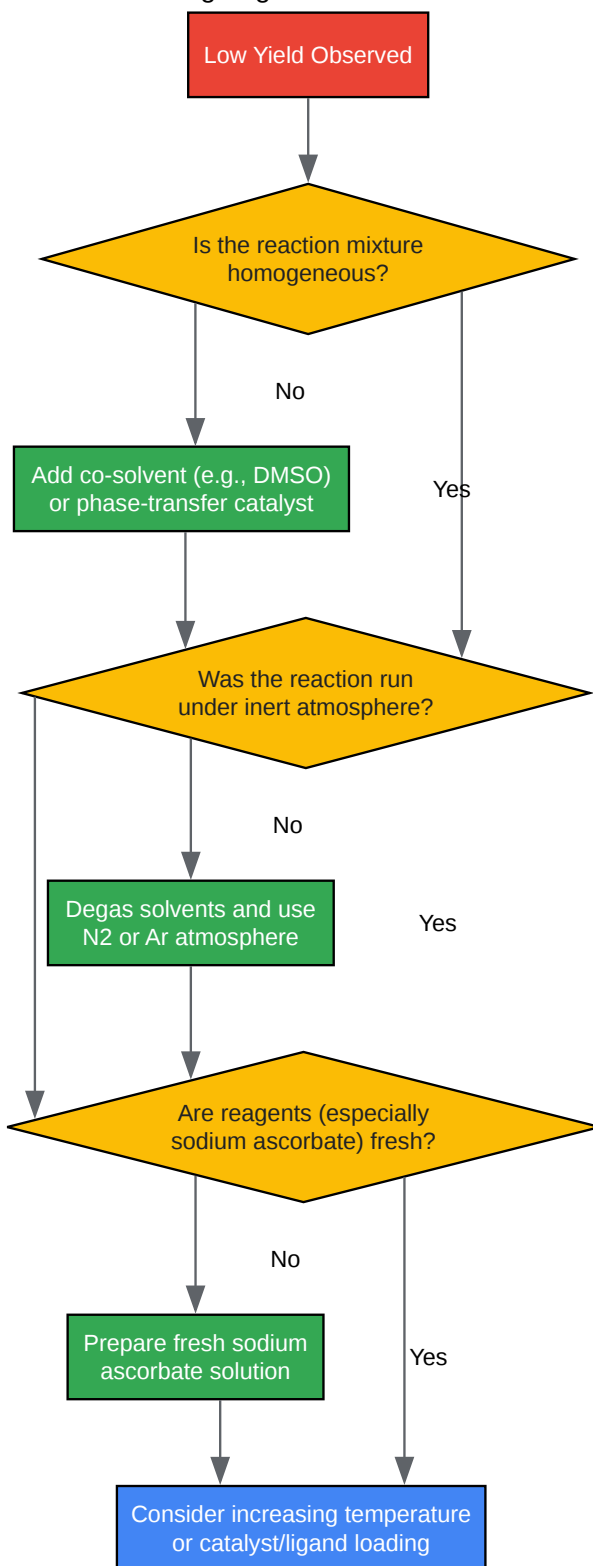 Low Yield Observed
Is the reaction mixture
homogeneous?
No
Add co-solvent (e.g., DMSO)
or phase-transfer catalyst
Yes
Was the reaction run
under inert atmosphere?
No
Degas solvents and use
N2 or Ar atmosphere
Yes
Are reagents (especially
sodium ascorbate) fresh?
No
Prepare fresh sodium
ascorbate solution
Yes
Consider increasing temperature
or catalyst/ligand loading